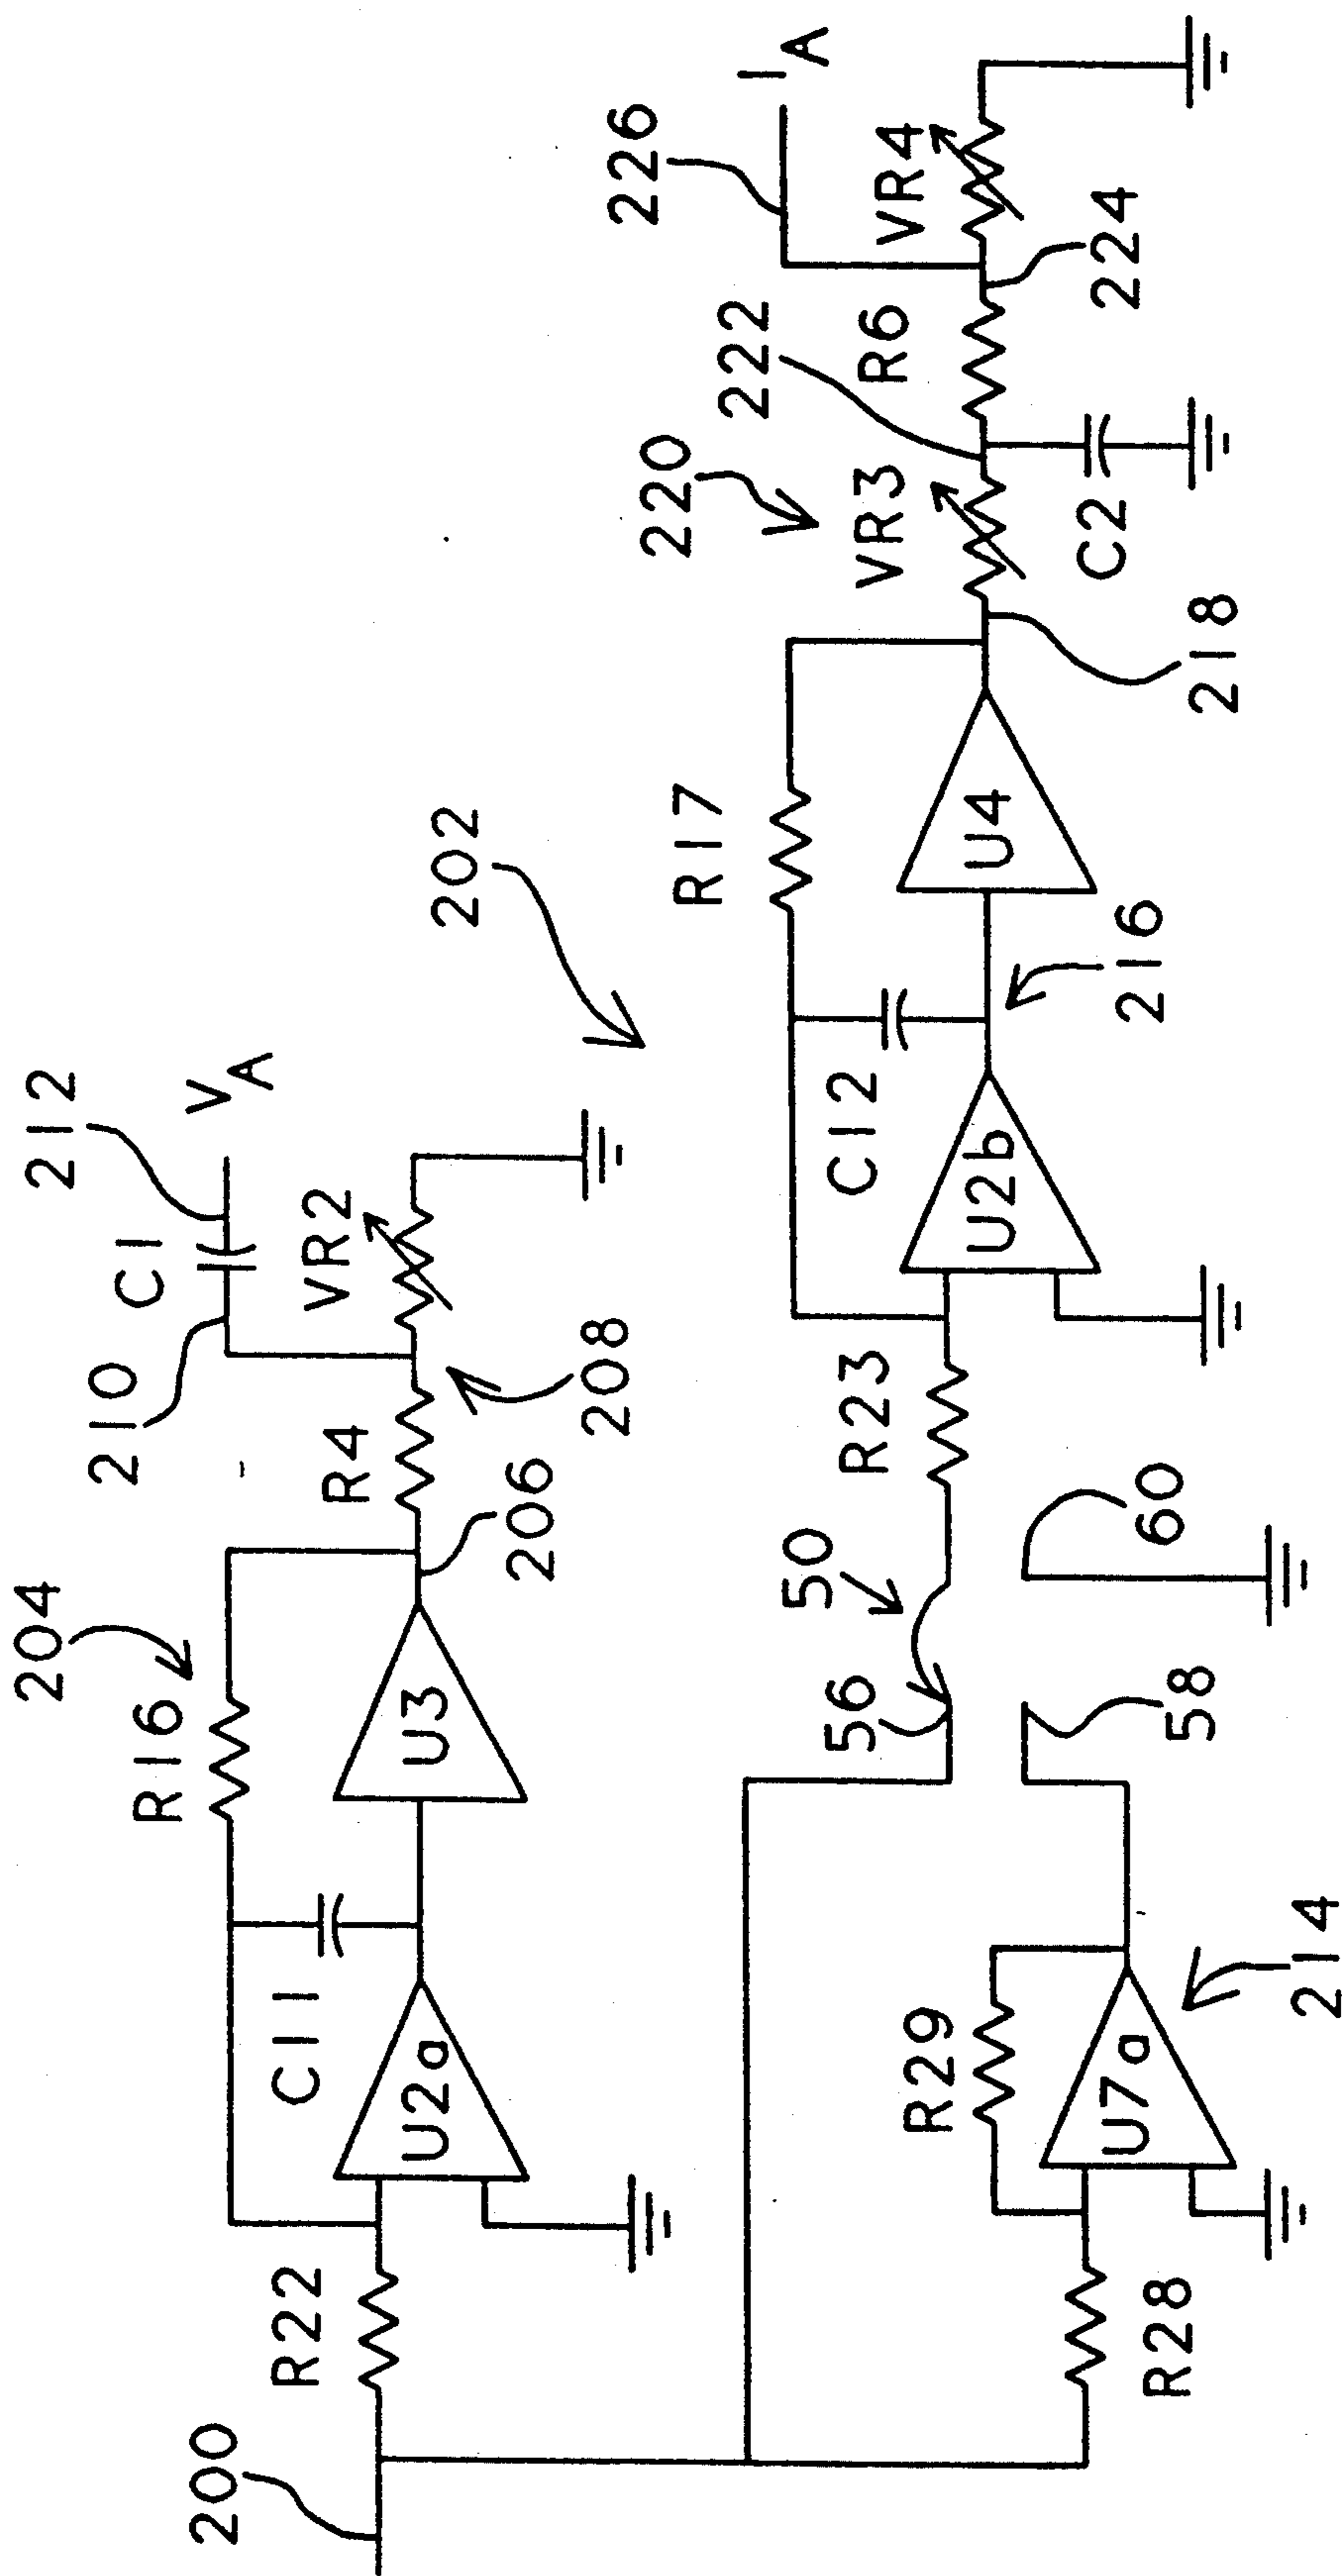 200
R22
U2a
C11
R16
204
U3
206
R4
210
C1
212
VA
VR2
208
202
R28
R29
U7a
214
56
50
58
60
R23
U2b
C12
216
R17
U4
218
220
VR3
222
C2
R6
226
IA
VR4
224